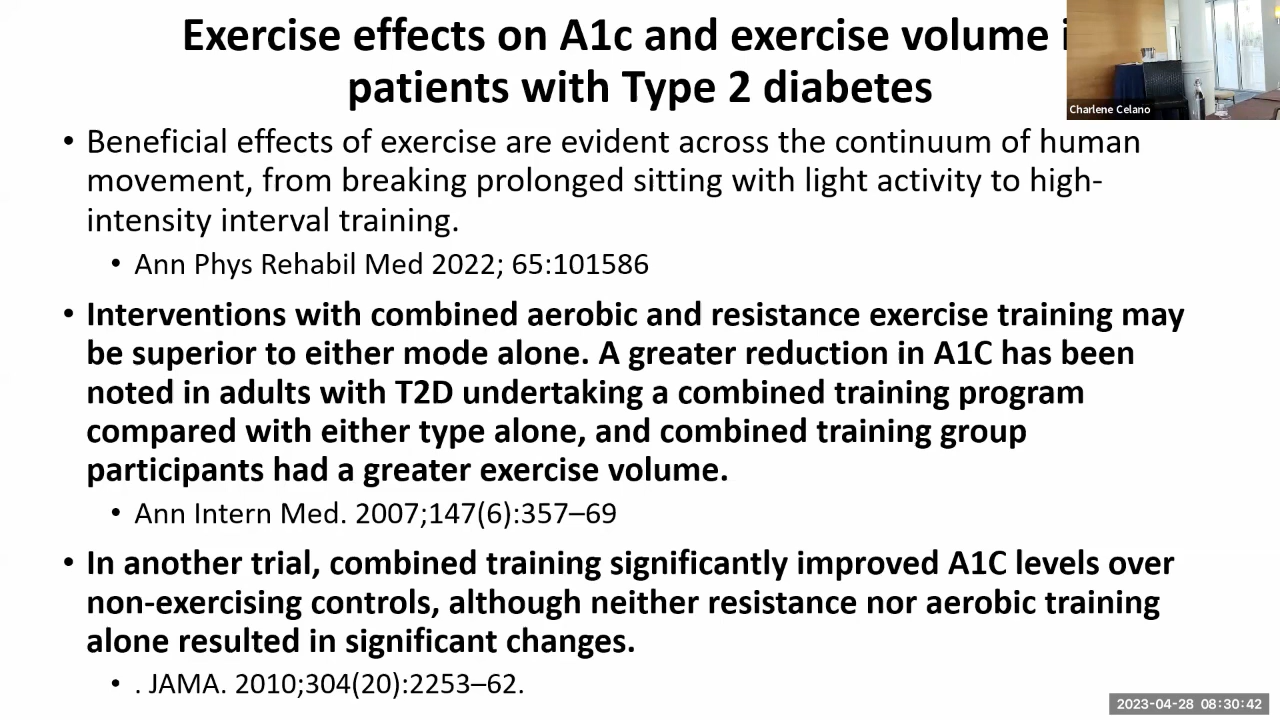 Exercise effects on A1c and exercise volume
patients with Type 2 diabetes
Charlene Celano
• Beneficial effects of exercise are evident across the continuum of human
movement, from breaking prolonged sitting with light activity to high-
intensity interval training.
• Ann Phys Rehabil Med 2022; 65:101586
• Interventions with combined aerobic and resistance exercise training may
be superior to either mode alone. A greater reduction in A1C has been
noted in adults with T2D undertaking a combined training program
compared with either type alone, and combined training group
participants had a greater exercise volume.
• Ann Intern Med. 2007;147(6):357–69
• In another trial, combined training significantly improved A1C levels over
non-exercising controls, although neither resistance nor aerobic training
alone resulted in significant changes.
• . JAMA. 2010;304(20):2253–62.
2023-04-28 08:30:42